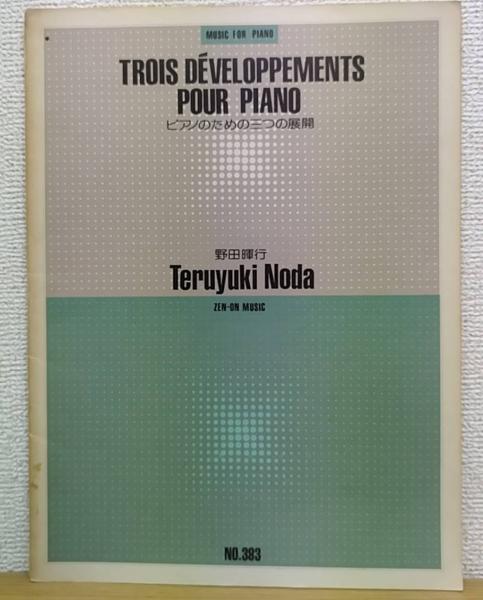 MUSIC FOR PIANO
TROIS DÉVELOPPEMENTS
POUR PIANO
ピアノのための三つの展開
野田暉行
Teruyuki Noda
ZEN-ON MUSIC
NO.383